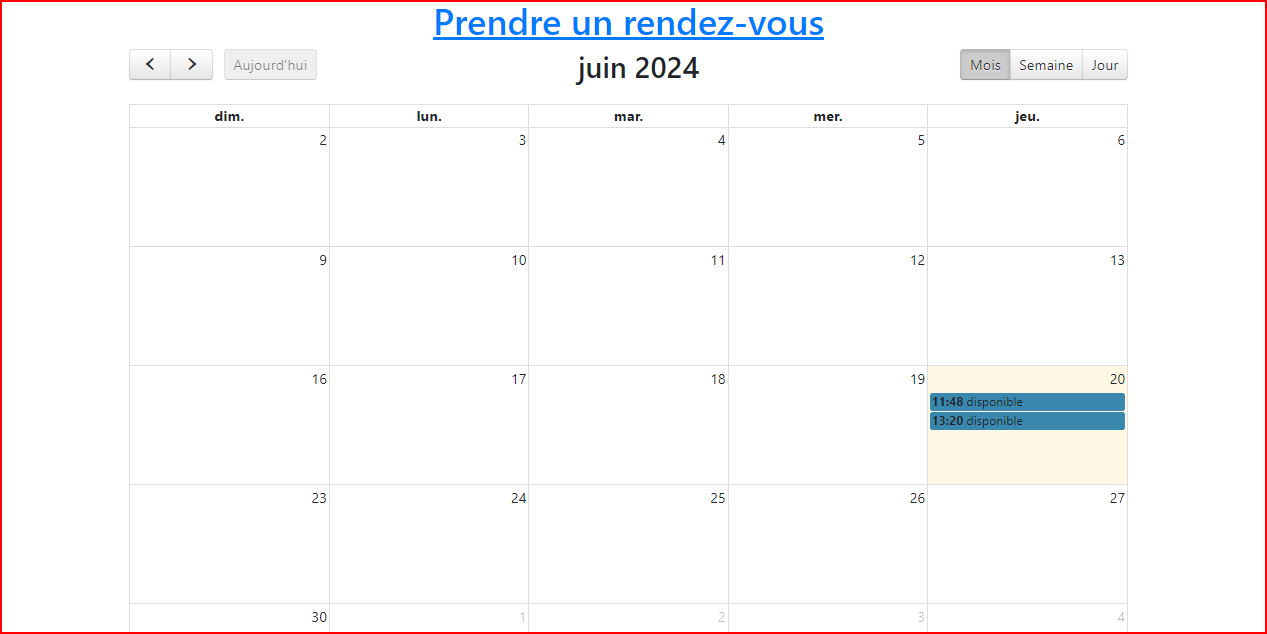 Prendre un rendez-vous
Aujourd'hui
juin 2024
Mois Semaine Jour
dim. lun. mar. mer. jeu.
2 3 4 5 6
9 10 11 12 13
16 17 18 19 20
11:48 disponible
13:20 disponible
23 24 25 26 27
30 1 2 3 4